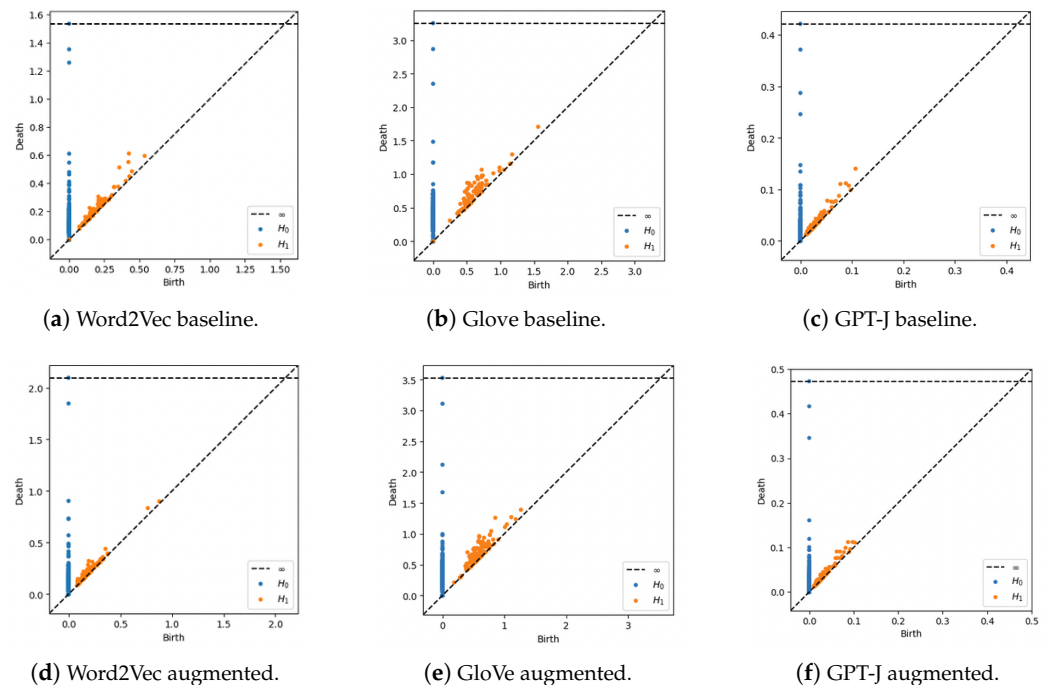 1.6
1.4
1.2
1.0
0.8
0.6
0.4
0.2
0.0
Death
0.00 0.25 0.50 0.75 1.00 1.25 1.50
Birth
∞
H₀
H₁
(a) Word2Vec baseline.
3.0
2.5
2.0
1.5
1.0
0.5
0.0
Death
0.0 0.5 1.0 1.5 2.0 2.5 3.0
Birth
∞
H₀
H₁
(b) Glove baseline.
0.4
0.3
0.2
0.1
0.0
Death
0.0 0.1 0.2 0.3 0.4
Birth
∞
H₀
H₁
(c) GPT-J baseline.
2.0
1.5
1.0
0.5
0.0
Death
0.0 0.5 1.0 1.5 2.0
Birth
∞
H₀
H₁
(d) Word2Vec augmented.
3.5
3.0
2.5
2.0
1.5
1.0
0.5
0.0
Death
0 1 2 3
Birth
∞
H₀
H₁
(e) GloVe augmented.
0.5
0.4
0.3
0.2
0.1
0.0
Death
0.0 0.1 0.2 0.3 0.4 0.5
Birth
∞
H₀
H₁
(f) GPT-J augmented.